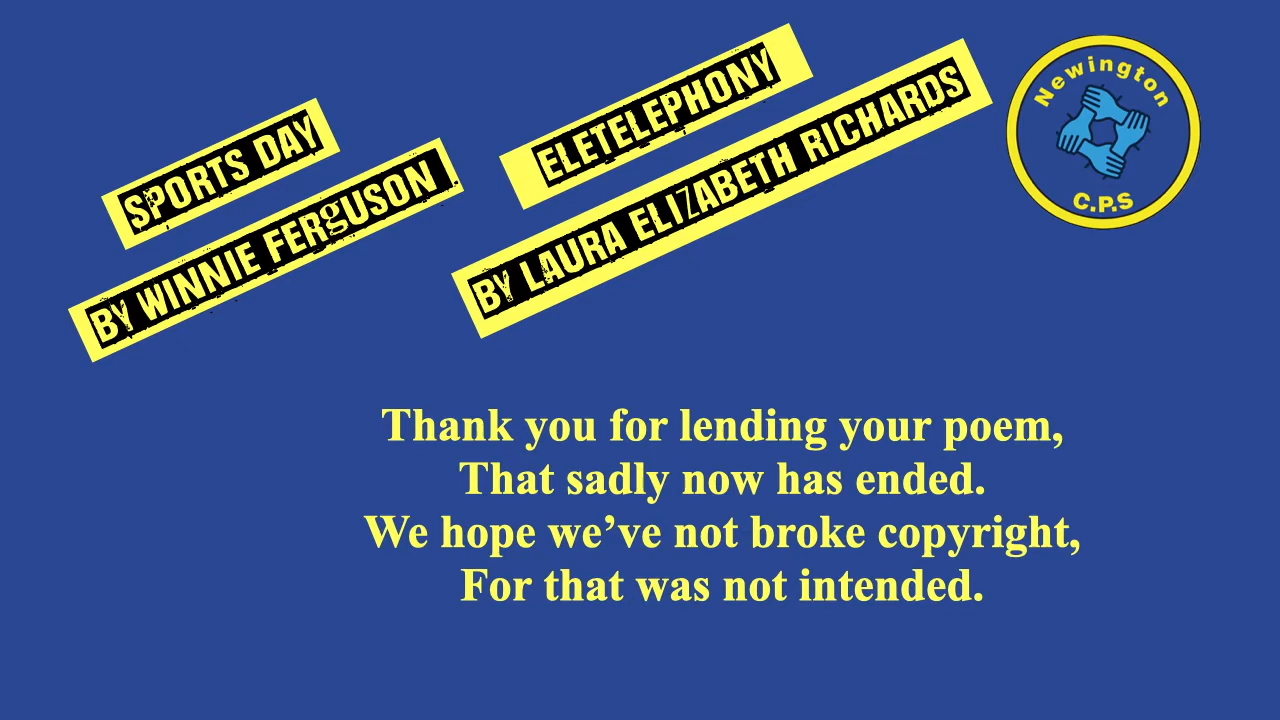 SPORTS DAY
BY WINNIE FERgUSON
ELETELEPHONY
BY LAURA ELIZABETH RICHARDS
Newington
C.P.S
Thank you for lending your poem,
That sadly now has ended.
We hope we’ve not broke copyright,
For that was not intended.